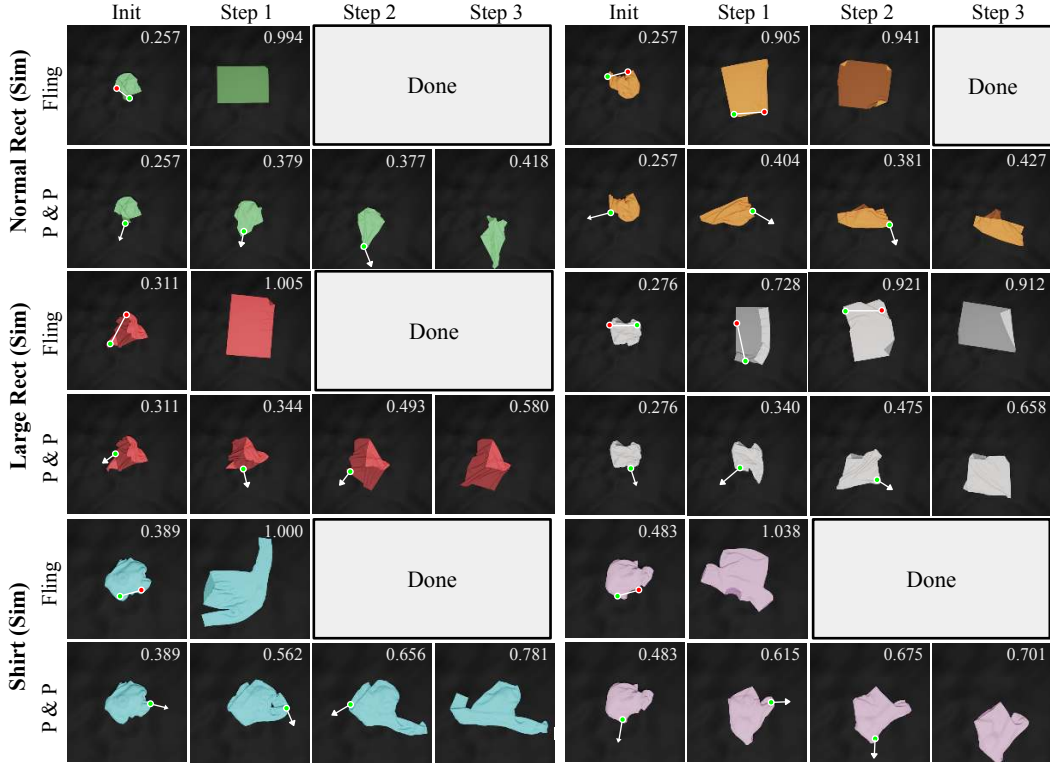 Init Step 1 Step 2 Step 3 Init Step 1 Step 2 Step 3
Normal Rect (Sim)
Fling
0.257 0.994 Done 0.257 0.905 0.941 Done
P & P
0.257 0.379 0.377 0.418 0.257 0.404 0.381 0.427
Large Rect (Sim)
Fling
0.311 1.005 Done 0.276 0.728 0.921 0.912
P & P
0.311 0.344 0.493 0.580 0.276 0.340 0.475 0.658
Shirt (Sim)
Fling
0.389 1.000 Done 0.483 1.038 Done
P & P
0.389 0.562 0.656 0.781 0.483 0.615 0.675 0.701